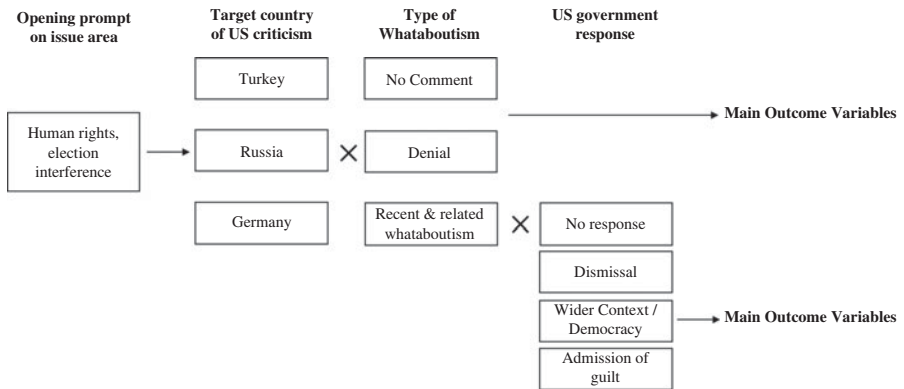 Opening prompt
on issue area
Target country
of US criticism
Type of
Whataboutism
US government
response
Turkey
No Comment
Main Outcome Variables
Human rights,
election
interference
Russia
Denial
Germany
Recent & related
whataboutism
No response
Dismissal
Wider Context /
Democracy
Main Outcome Variables
Admission of
guilt